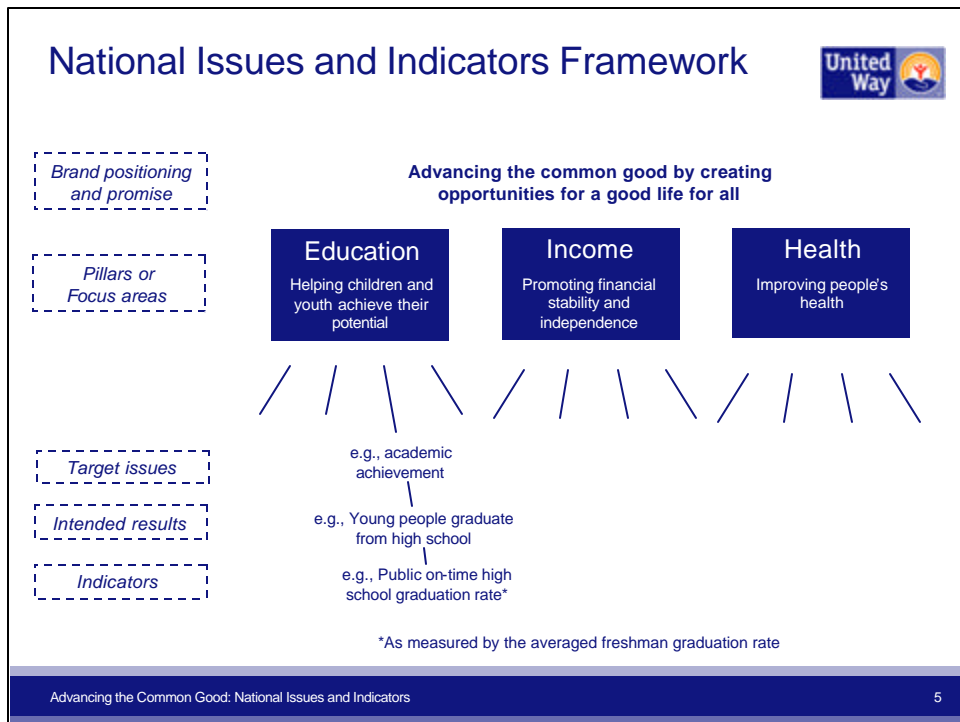 National Issues and Indicators Framework
United
Way
Brand positioning
and promise
Advancing the common good by creating
opportunities for a good life for all
Pillars or
Focus areas
Education
Helping children and
youth achieve their
potential
Income
Promoting financial
stability and
independence
Health
Improving people's
health
Target issues
e.g., academic
achievement
Intended results
e.g., Young people graduate
from high school
Indicators
e.g., Public on-time high
school graduation rate*
*As measured by the averaged freshman graduation rate
Advancing the Common Good: National Issues and Indicators
5